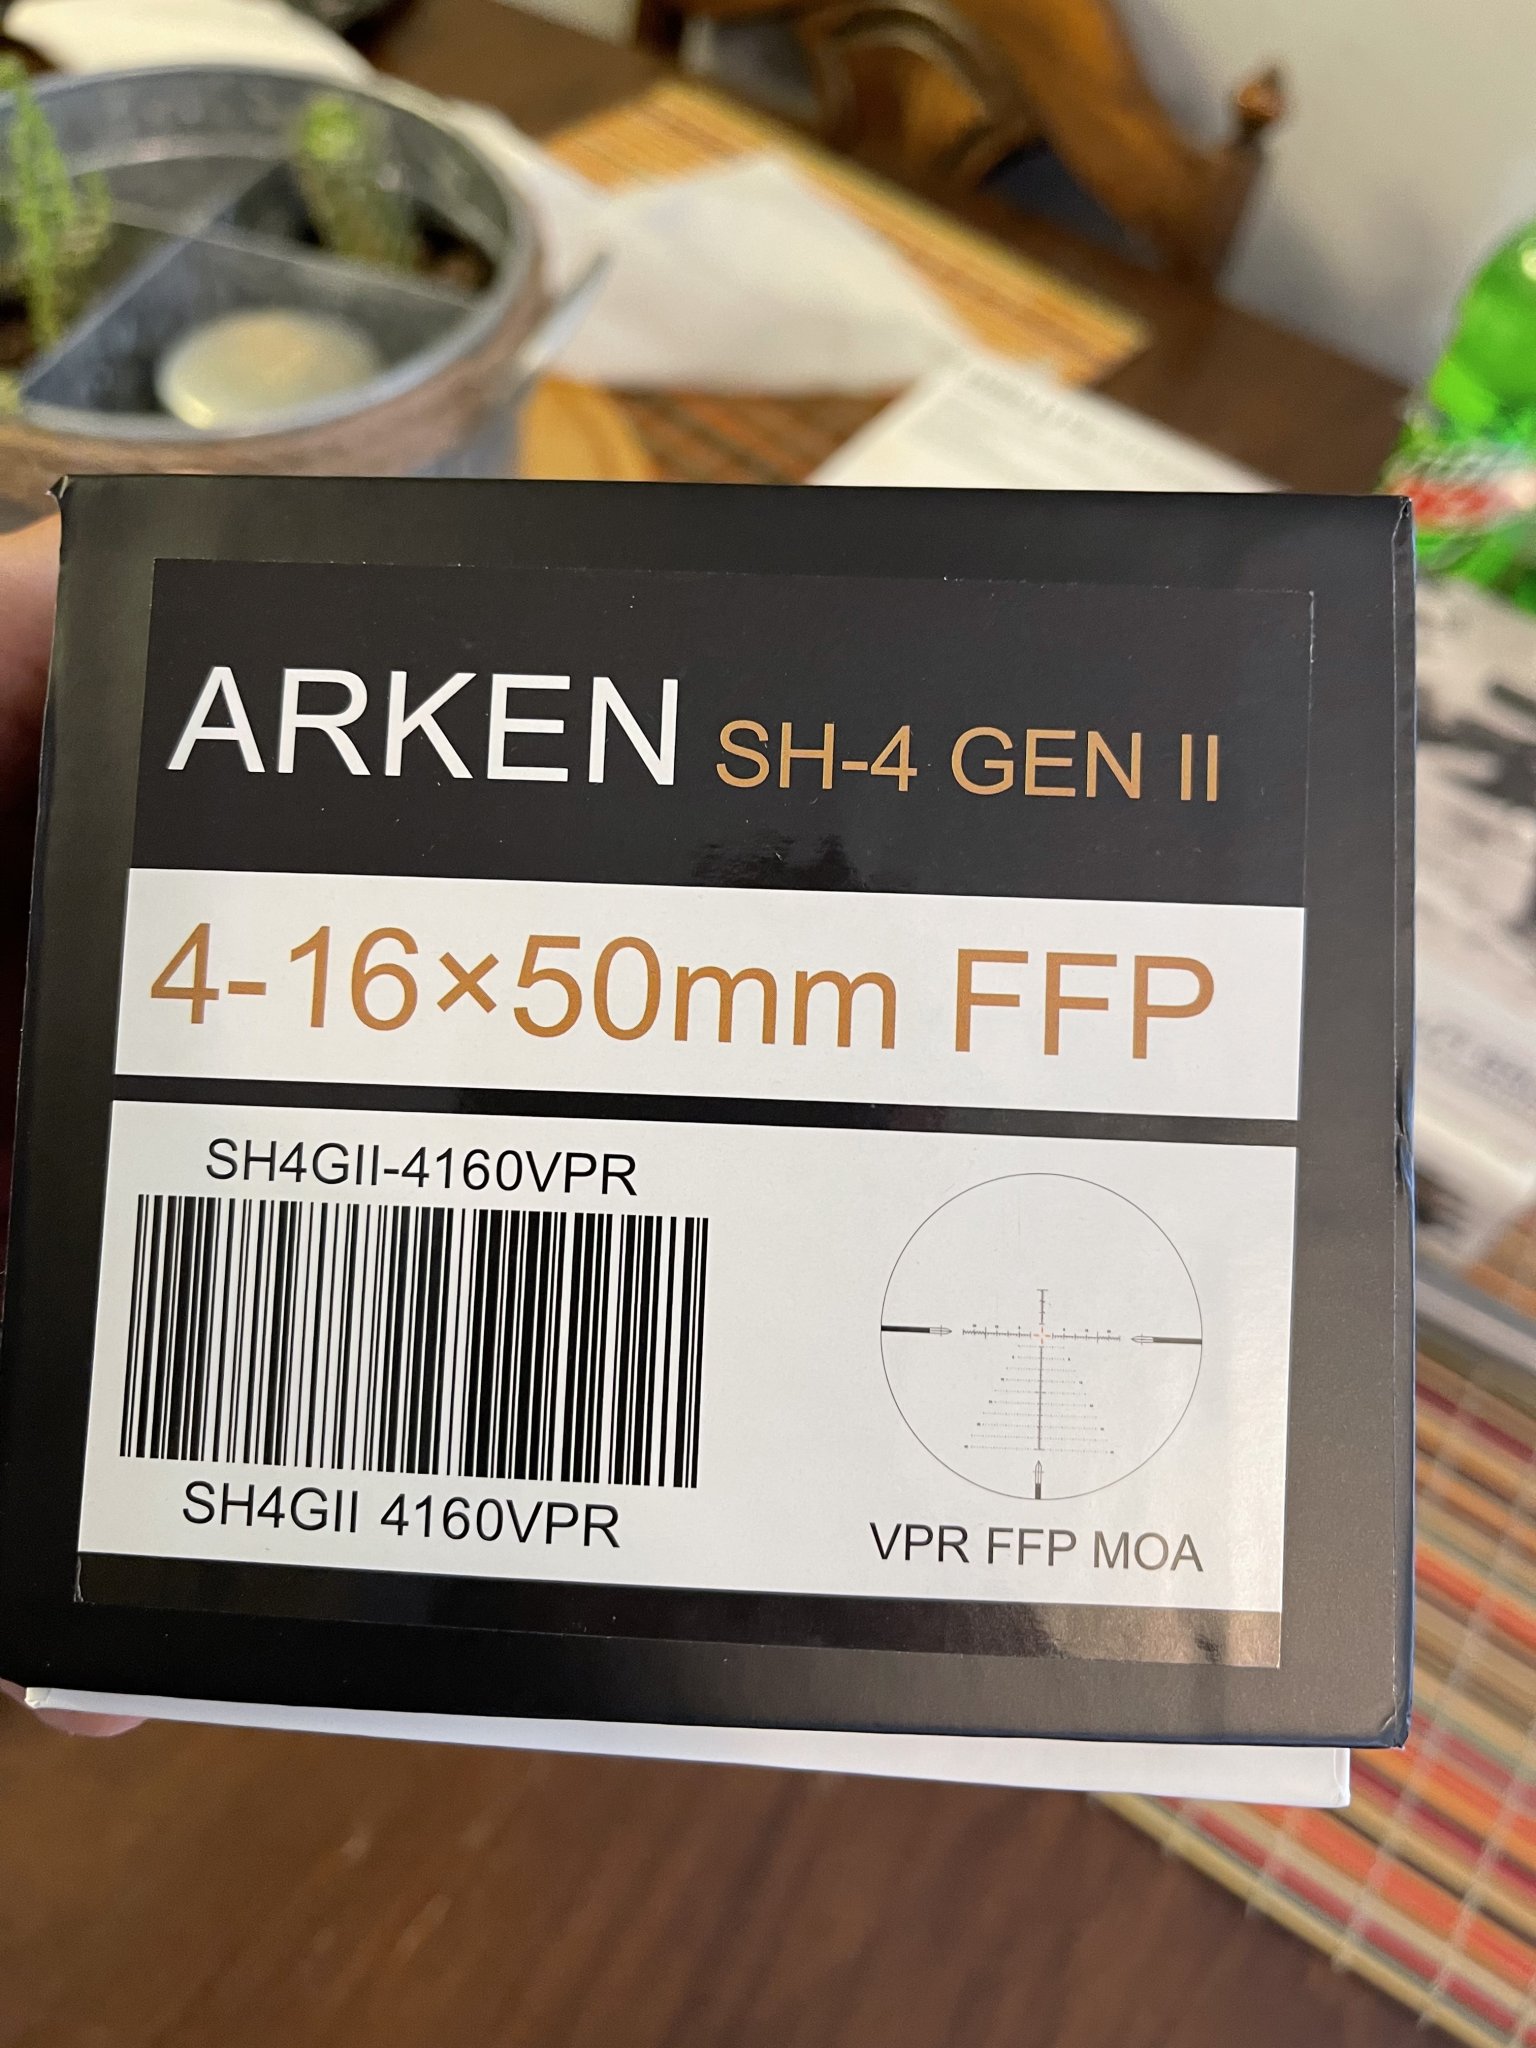 ARKEN SH-4 GEN II
4-16×50mm FFP
SH4GII-4160VPR
SH4GII 4160VPR
VPR FFP MOA